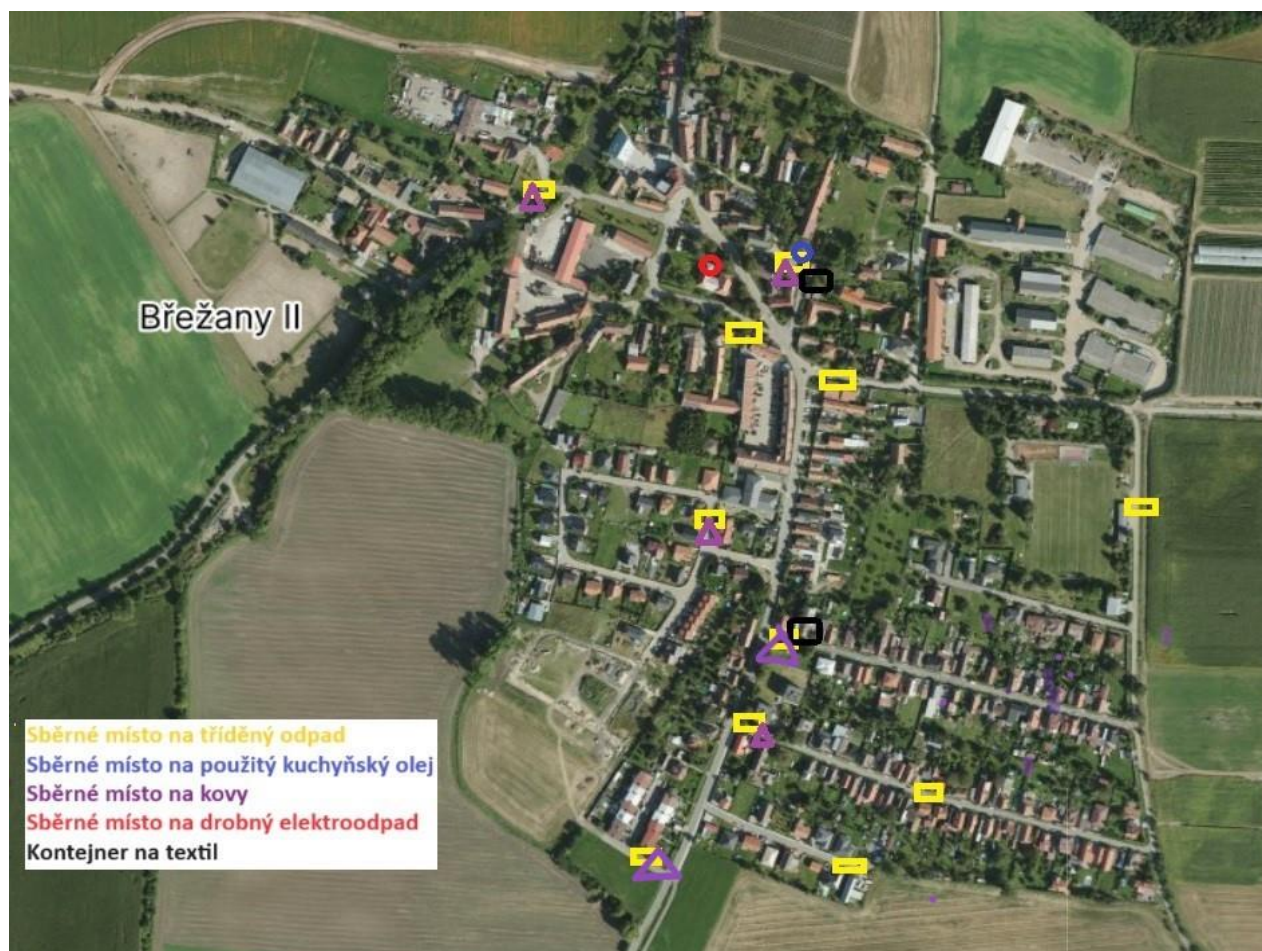 Břežany II
Sběrné místo na tříděný odpad
Sběrné místo na použitý kuchyňský olej
Sběrné místo na kovy
Sběrné místo na drobný elektroodpad
Kontejner na textil